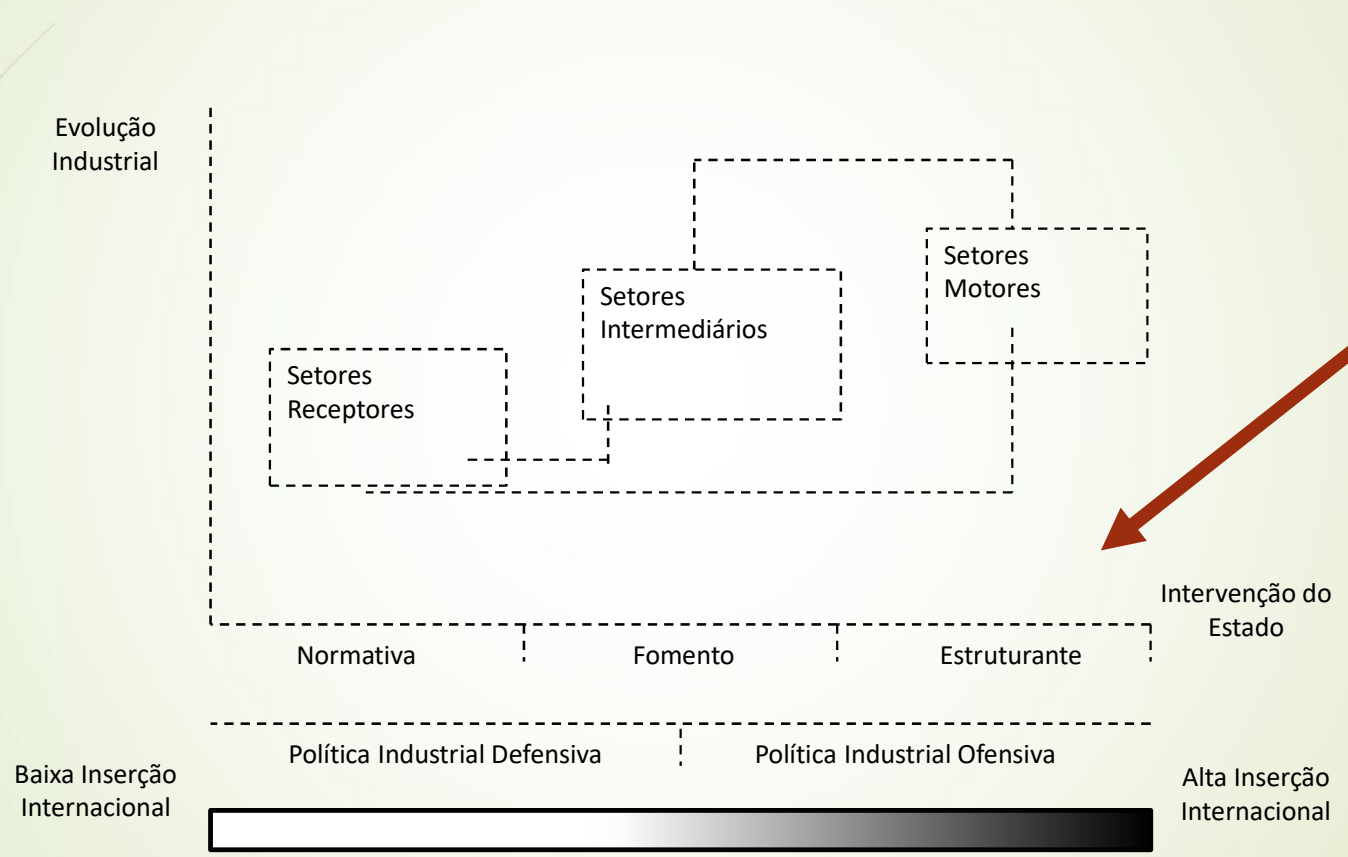 Evolução
Industrial
Setores
Motores
Setores
Intermediários
Setores
Receptores
Intervenção do
Estado
Normativa
Fomento
Estruturante
Política Industrial Defensiva
Política Industrial Ofensiva
Baixa Inserção
Internacional
Alta Inserção
Internacional